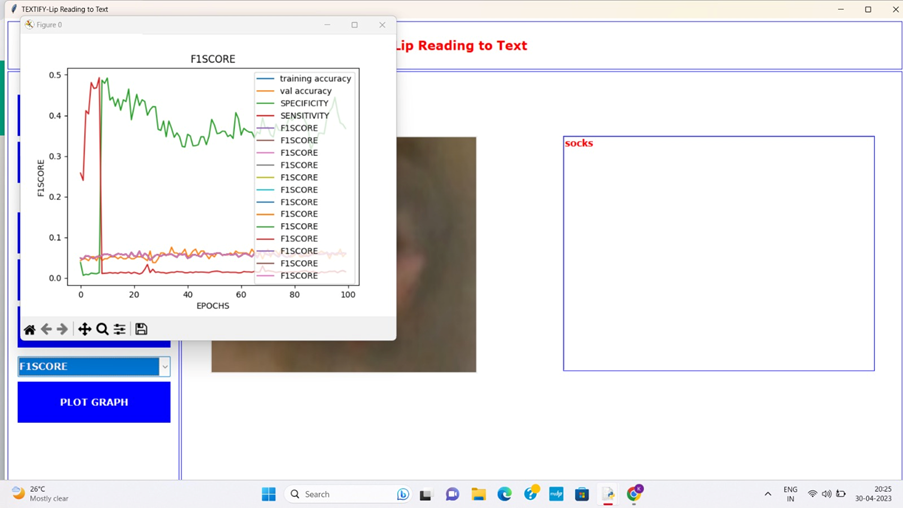 TEXTIFY-Lip Reading to Text
Figure 0
Lip Reading to Text
F1SCORE
0.5
0.4
0.3
0.2
0.1
0.0
F1SCORE
training accuracy
val accuracy
SPECIFICITY
SENSITIVITY
F1SCORE
F1SCORE
F1SCORE
F1SCORE
F1SCORE
F1SCORE
F1SCORE
F1SCORE
F1SCORE
F1SCORE
F1SCORE
F1SCORE
F1SCORE
0
20
40
60
80
100
EPOCHS
socks
F1SCORE
PLOT GRAPH
26°C
Mostly clear
Search
ENG
IN
20:25
30-04-2023